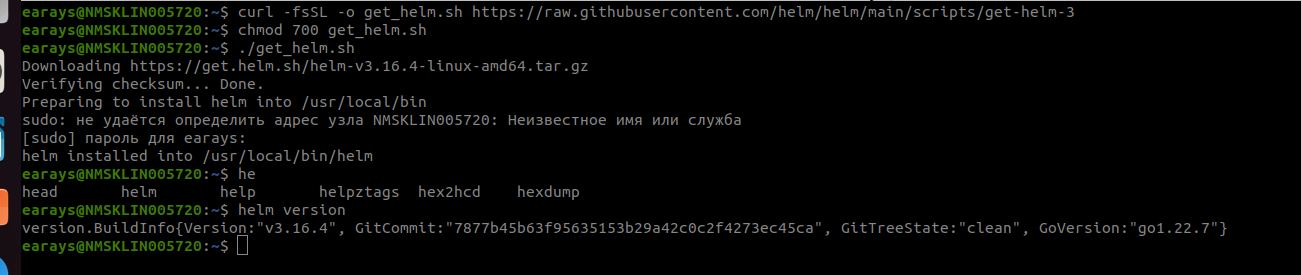 earays@NMSKLIN005720:~$ curl -fsSL -o get_helm.sh https://raw.githubusercontent.com/helm/helm/main/scripts/get-helm-3
earays@NMSKLIN005720:~$ chmod 700 get_helm.sh
earays@NMSKLIN005720:~$ ./get_helm.sh
Downloading https://get.helm.sh/helm-v3.16.4-linux-amd64.tar.gz
Verifying checksum... Done.
Preparing to install helm into /usr/local/bin
sudo: не удаётся определить адрес узла NMSKLIN005720: Неизвестное имя или служба
[sudo] пароль для earays:
helm installed into /usr/local/bin/helm
earays@NMSKLIN005720:~$ he
head helm help helpztags hex2hcd hexdump
earays@NMSKLIN005720:~$ helm version
version.BuildInfo{Version:"v3.16.4", GitCommit:"7877b45b63f95635153b29a42c0c2f4273ec45ca", GitTreeState:"clean", GoVersion:"go1.22.7"}
earays@NMSKLIN005720:~$